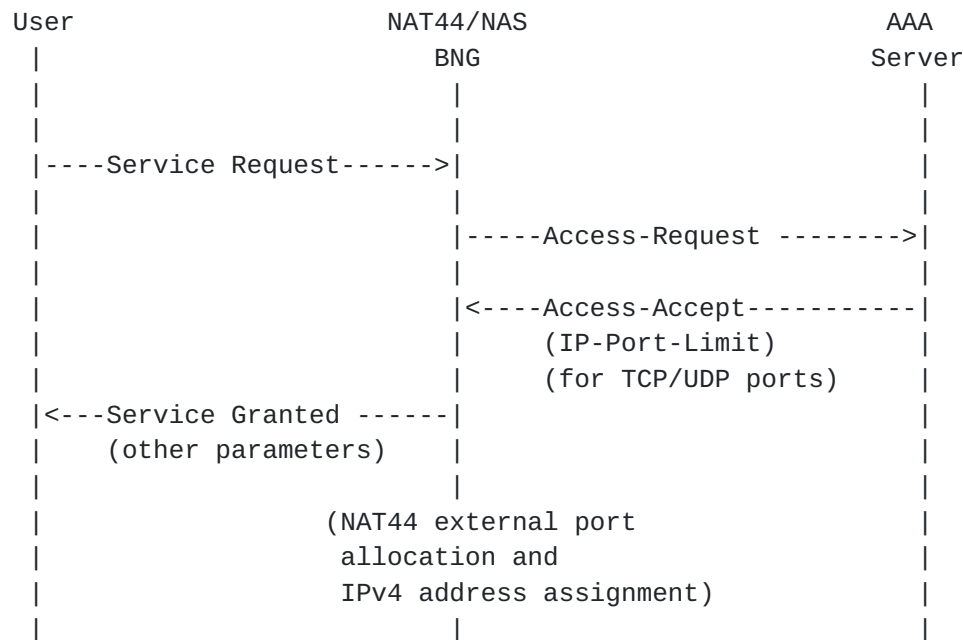 User NAT44/NAS AAA
| BNG Server
| | |
| | |
|----Service Request------>| |
| | |
| |-----Access-Request -------->|
| | |
| |<----Access-Accept-----------|
| | (IP-Port-Limit) |
| | (for TCP/UDP ports) |
|<---Service Granted ------| |
| (other parameters) | |
| | |
| (NAT44 external port |
| allocation and |
| IPv4 address assignment) |
| | |